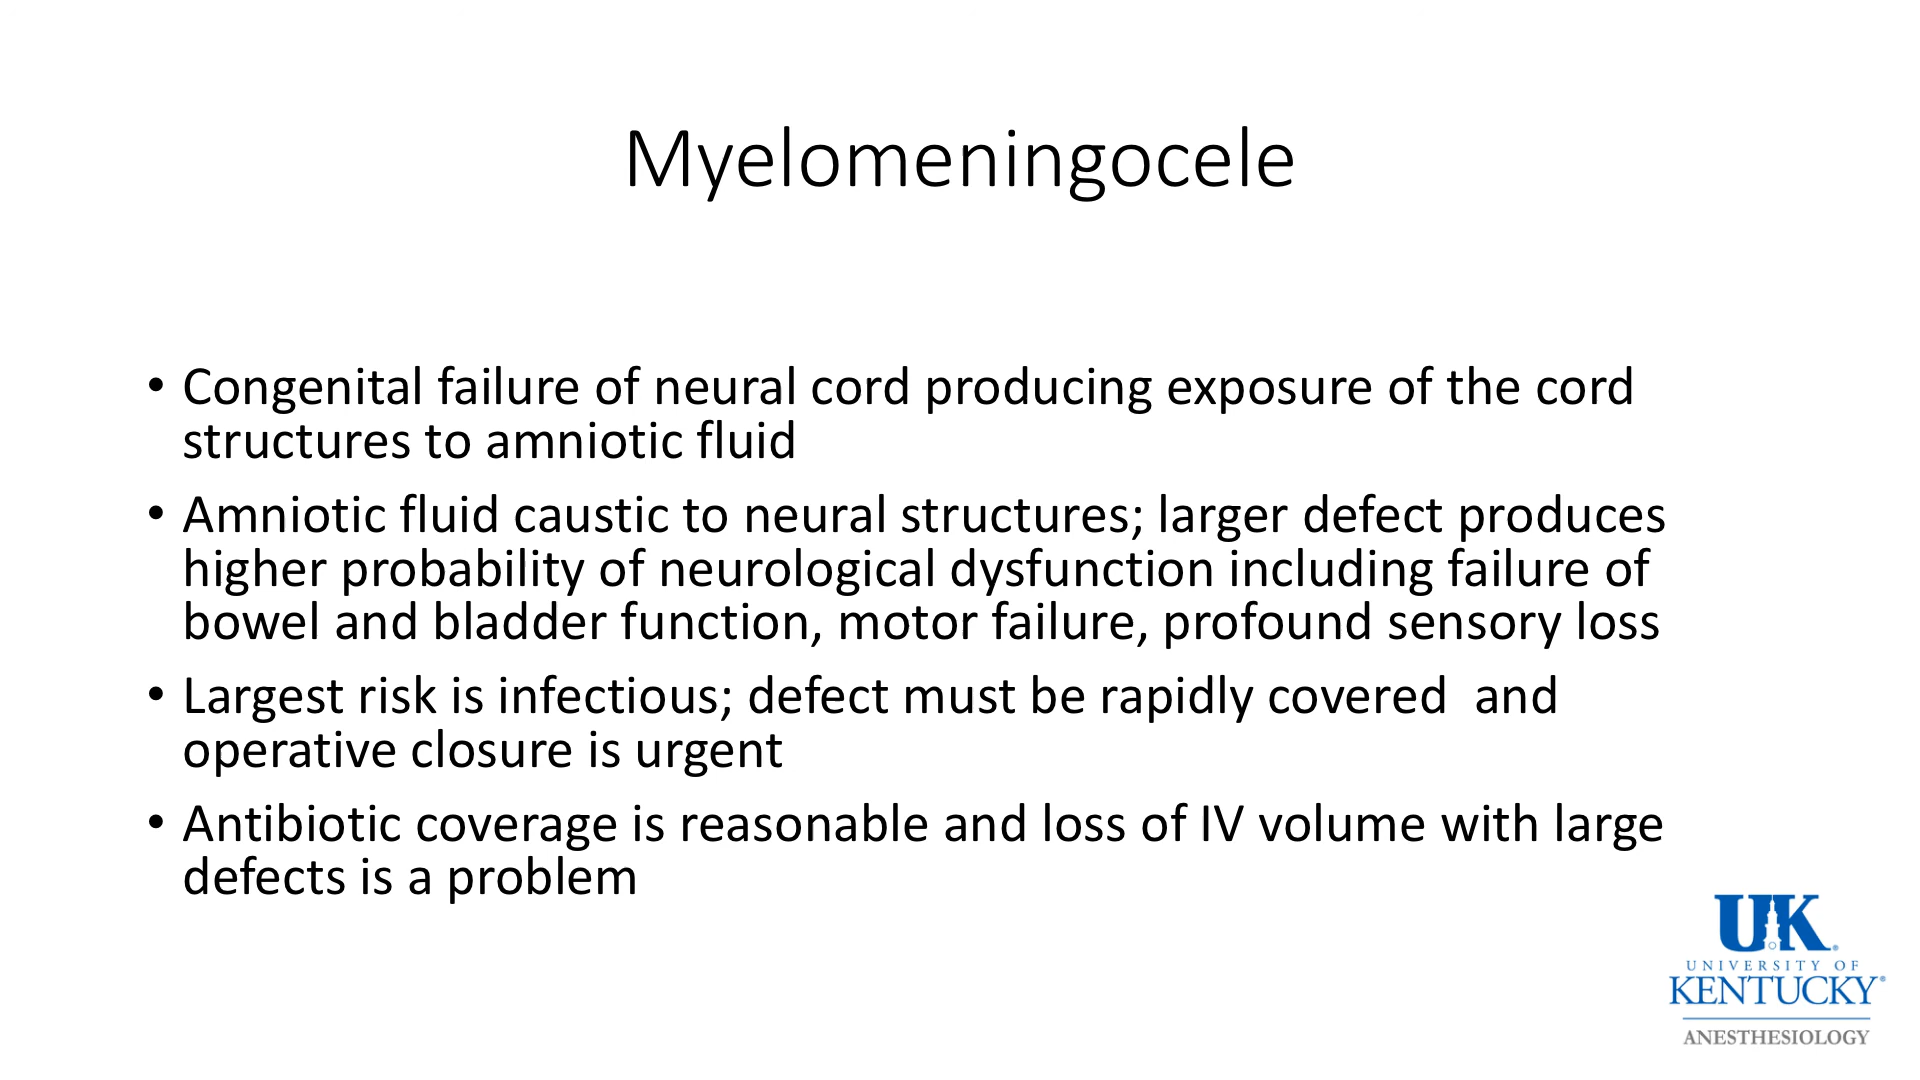 Myelomeningocele
• Congenital failure of neural cord producing exposure of the cord
structures to amniotic fluid
• Amniotic fluid caustic to neural structures; larger defect produces
higher probability of neurological dysfunction including failure of
bowel and bladder function, motor failure, profound sensory loss
• Largest risk is infectious; defect must be rapidly covered  and
operative closure is urgent
• Antibiotic coverage is reasonable and loss of IV volume with large
defects is a problem
UK®
UNIVERSITY OF
KENTUCKY®
ANESTHESIOLOGY